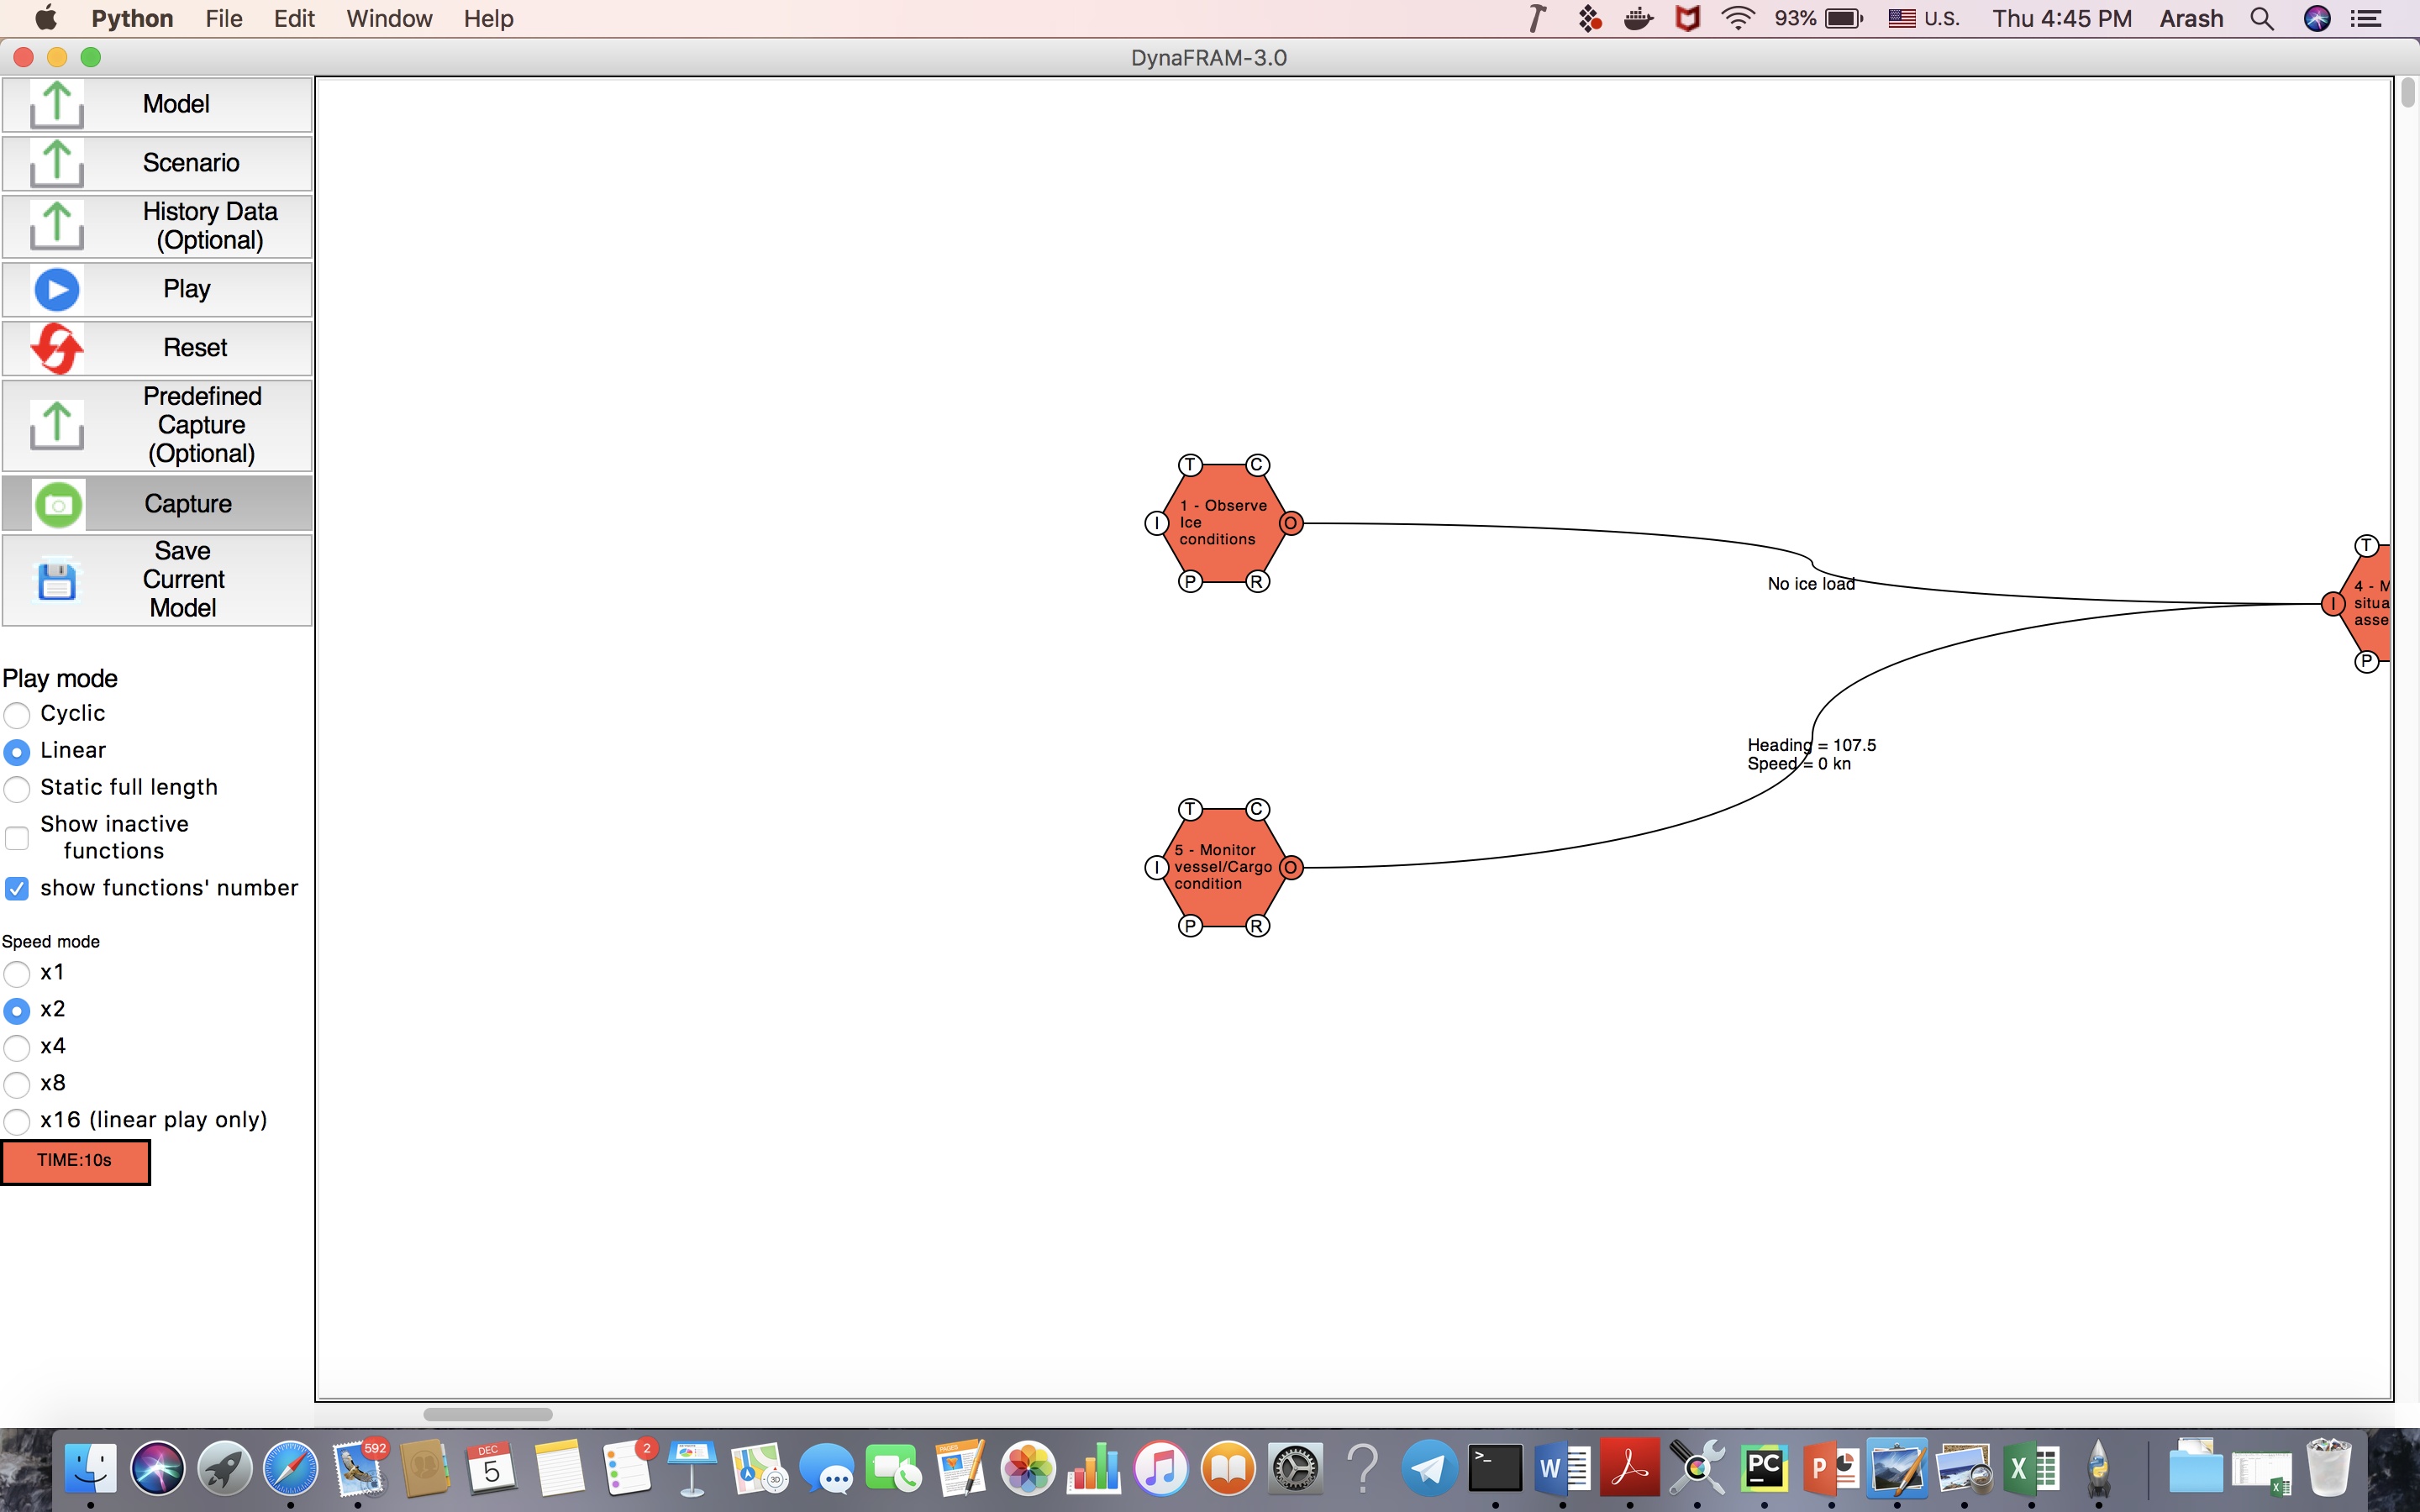 Python File Edit Window Help
93% U.S. Thu 4:45 PM Arash
DynaFRAM-3.0
Model
Scenario
History Data
(Optional)
Play
Reset
Predefined
Capture
(Optional)
Capture
Save
Current
Model
Play mode
Cyclic
Linear
Static full length
Show inactive
functions
show functions' number
Speed mode
x1
x2
x4
x8
x16 (linear play only)
TIME:10s
T C
1 - Observe
I Ice O
conditions
P R
No ice load
T
4 - M
I situa
asse
P
Heading = 107.5
Speed = 0 kn
T C
5 - Monitor
I vessel/Cargo O
condition
P R
592
DEC
5
2
3D
PAGES
>_
W
PC
P
X
X